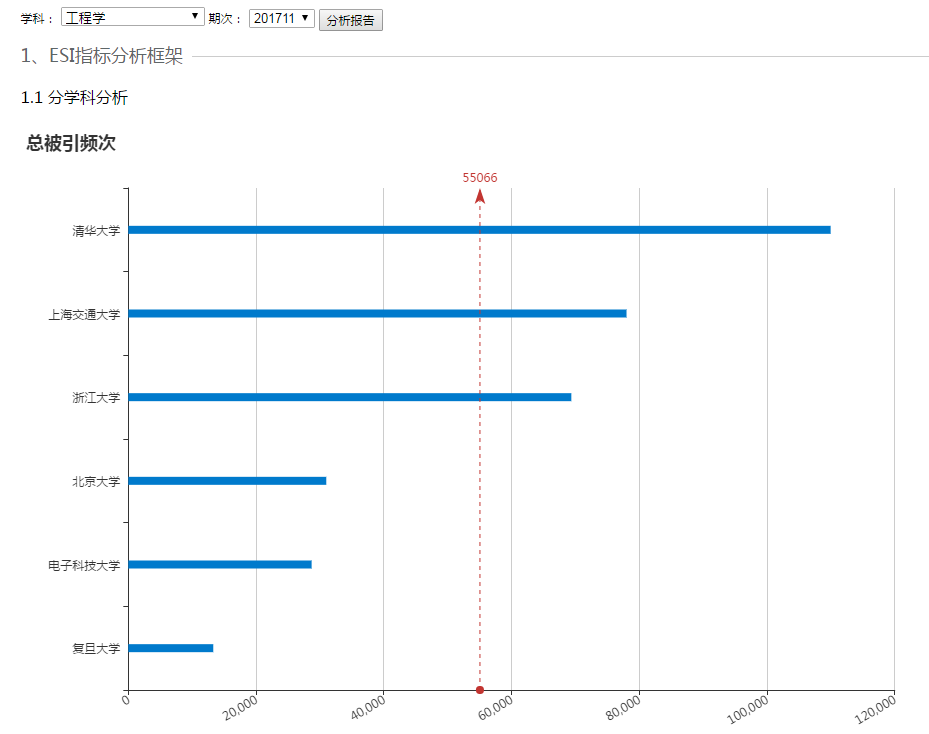 学科： 工程学 期次： 201711 分析报告
1、ESI指标分析框架
1.1 分学科分析
总被引频次
55066
清华大学
上海交通大学
浙江大学
北京大学
电子科技大学
复旦大学
0 20,000 40,000 60,000 80,000 100,000 120,000